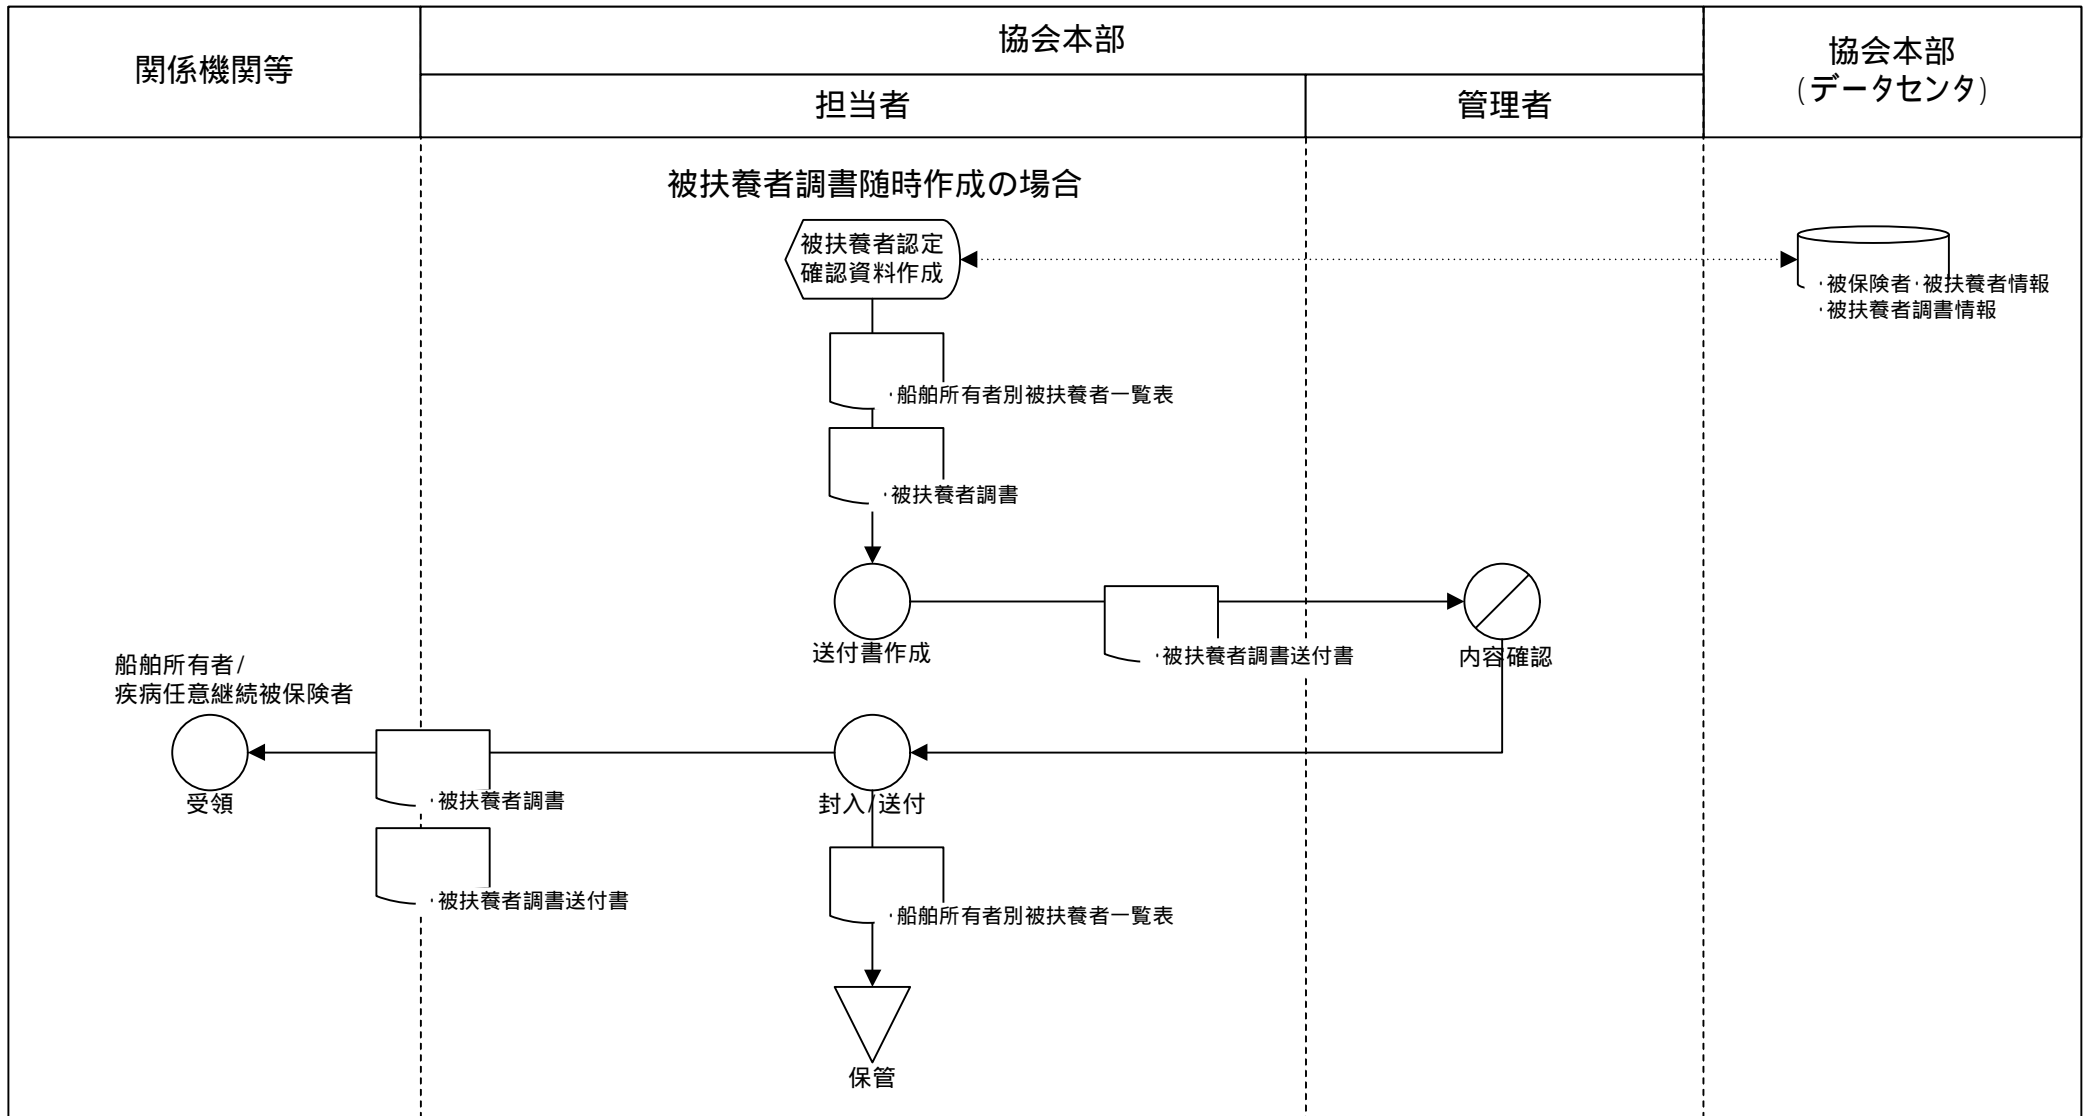 関係機関等
協会本部
担当者
管理者
協会本部
(データセンタ)
被扶養者調書随時作成の場合
被扶養者認定
確認資料作成
・被保険者・被扶養者情報
・被扶養者調書情報
・船舶所有者別被扶養者一覧表
・被扶養者調書
送付書作成
・被扶養者調書送付書
内容確認
船舶所有者/
疾病任意継続被保険者
受領
・被扶養者調書
封入/送付
・被扶養者調書送付書
・船舶所有者別被扶養者一覧表
保管